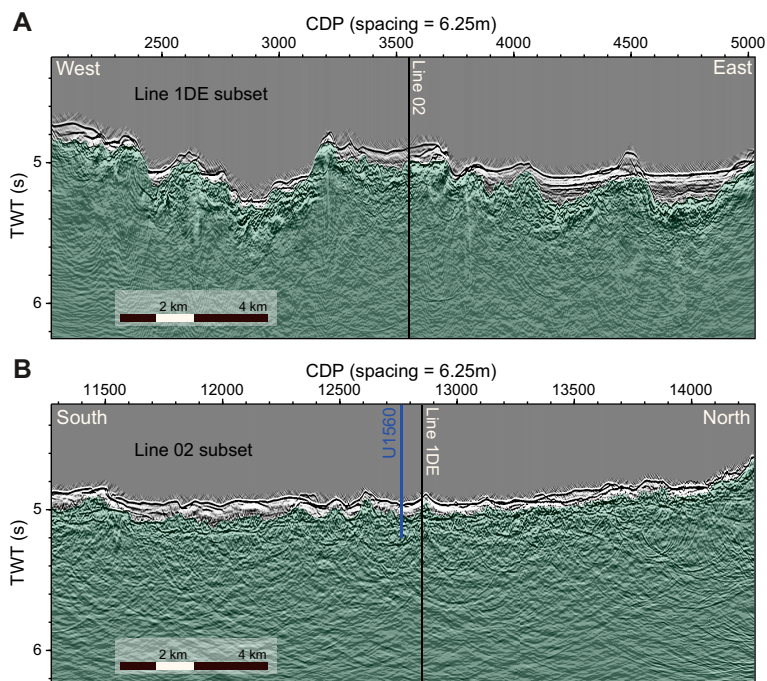 A
CDP (spacing = 6.25m)
2500 3000 3500 4000 4500 5000
West
East
Line 1DE subset
Line 02
5
TWT (s)
6
2 km 4 km
B
CDP (spacing = 6.25m)
11500 12000 12500 13000 13500 14000
South
North
U1560
Line 1DE
Line 02 subset
5
TWT (s)
6
2 km 4 km